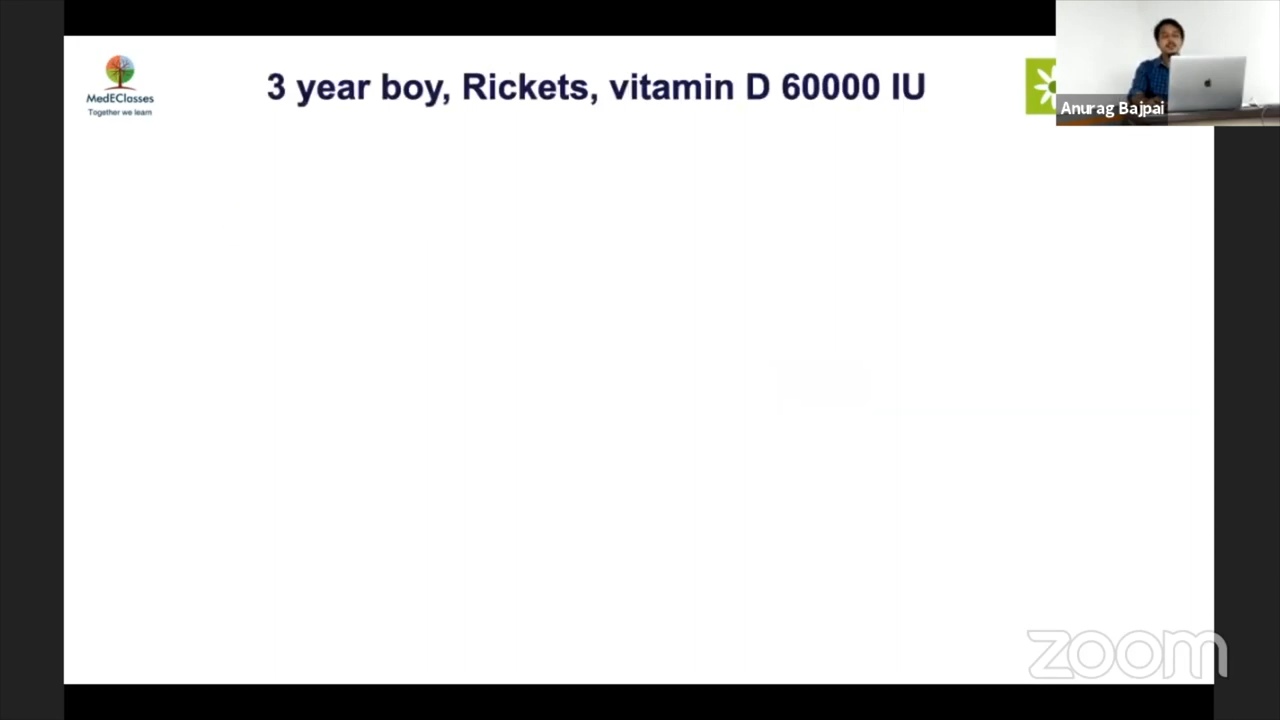 MedEClasses
Together we learn
3 year boy, Rickets, vitamin D 60000 IU
Anurag Bajpai
zoom